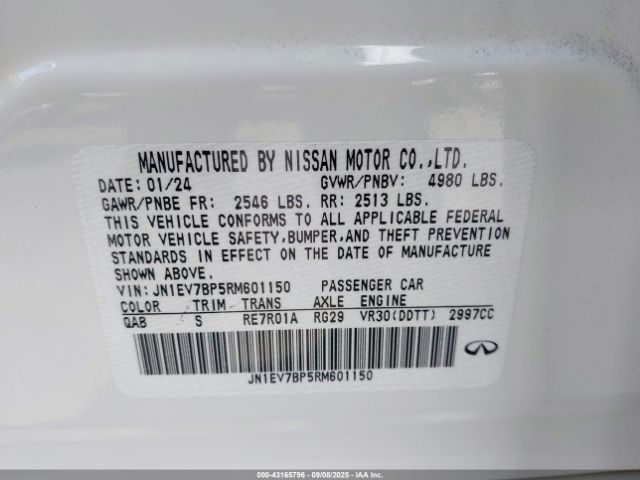 MANUFACTURED BY NISSAN MOTOR CO.,LTD.
DATE: 01/24 GVWR/PNBV: 4980 LBS.
GAWR/PNBE FR: 2546 LBS. RR: 2513 LBS.
THIS VEHICLE CONFORMS TO ALL APPLICABLE FEDERAL
MOTOR VEHICLE SAFETY,BUMPER,AND THEFT PREVENTION
STANDARDS IN EFFECT ON THE DATE OF MANUFACTURE
SHOWN ABOVE.
VIN: JN1EV7BP5RM601150 PASSENGER CAR
COLOR TRIM TRANS AXLE ENGINE
QAB S RE7R01A RG29 VR30(DDTT) 2997CC
JN1EV7BP5RM601150
000-43165796 - 09/08/2025 - COPYRIGHT IAA, LLC